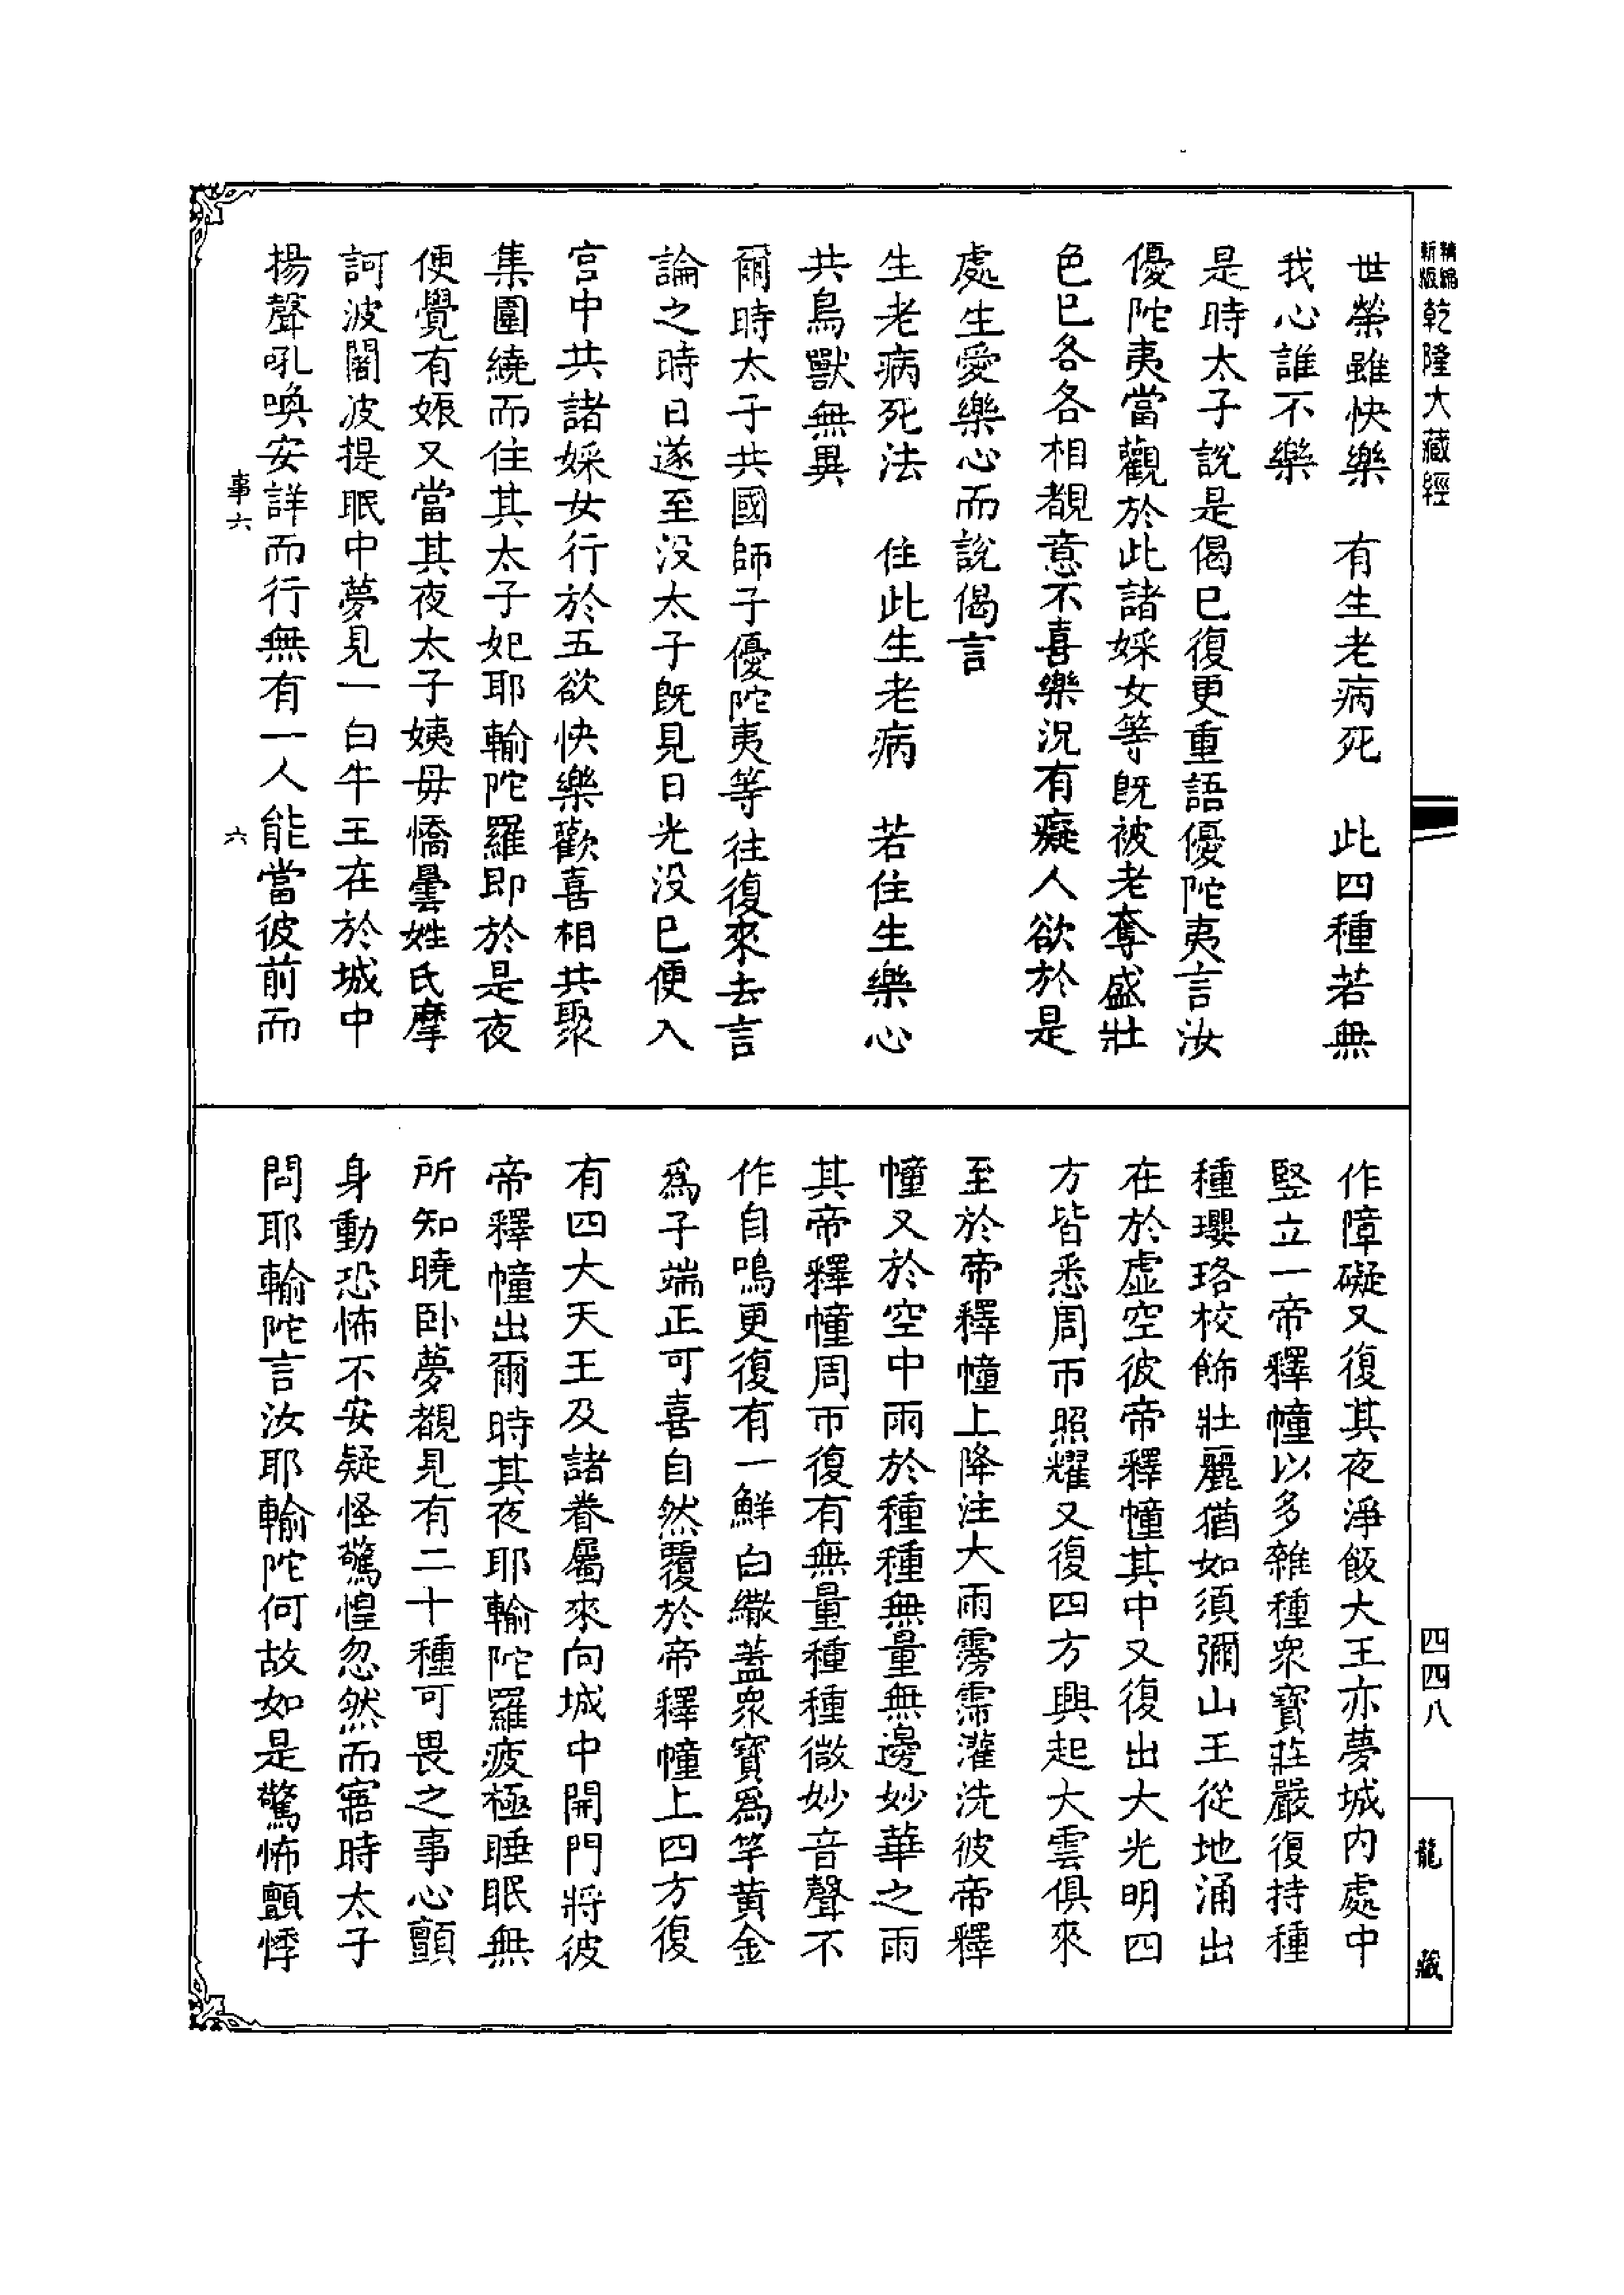 精編
新版
乾隆大藏經
四四八
龍藏
世榮雖快樂　有生老病死　此四種若無
我心誰不樂
是時太子說是偈已復更重語優陀夷言汝
優陀夷當觀於此諸婇女等既被老奪盛壯
色已各各相覩意不喜樂況有癡人欲於是
處生愛樂心而說偈言
生老病死法　住此生老病　若住生樂心
共鳥獸無異
爾時太子共國師子優陀夷等往復來去言
論之時日遂至没太子既見日光没已便入
宮中共諸婇女行於五欲快樂歡喜相共聚
集圍繞而住其太子妃耶輸陀羅即於是夜
便覺有娠又當其夜太子姨母憍曇姓氏摩
訶波闍波提眠中夢見一白牛王在於城中
揚聲吼喚安詳而行無有一人能當彼前而
事六　六
作障礙又復其夜淨飯大王亦夢城内處中
竪立一帝釋幢以多雜種衆寶莊嚴復持種
種瓔珞校飾壯麗猶如須彌山王從地涌出
在於虛空彼帝釋幢其中又復出大光明四
方皆悉周帀照耀又復四方興起大雲俱來
至於帝釋幢上降注大雨霶霈灌洗彼帝釋
幢又於空中雨於種種無量無邊妙華之雨
其帝釋幢周帀復有無量種種微妙音聲不
作自鳴更復有一鮮白繖蓋衆寶爲竿黄金
爲子端正可喜自然覆於帝釋幢上四方復
有四大天王及諸眷屬來向城中開門將彼
帝釋幢出爾時其夜耶輸陀羅疲極睡眠無
所知曉卧夢覩見有二十種可畏之事心顫
身動恐怖不安疑怪驚惶忽然而寤時太子
問耶輸陀言汝耶輸陀何故如是驚怖顫悸